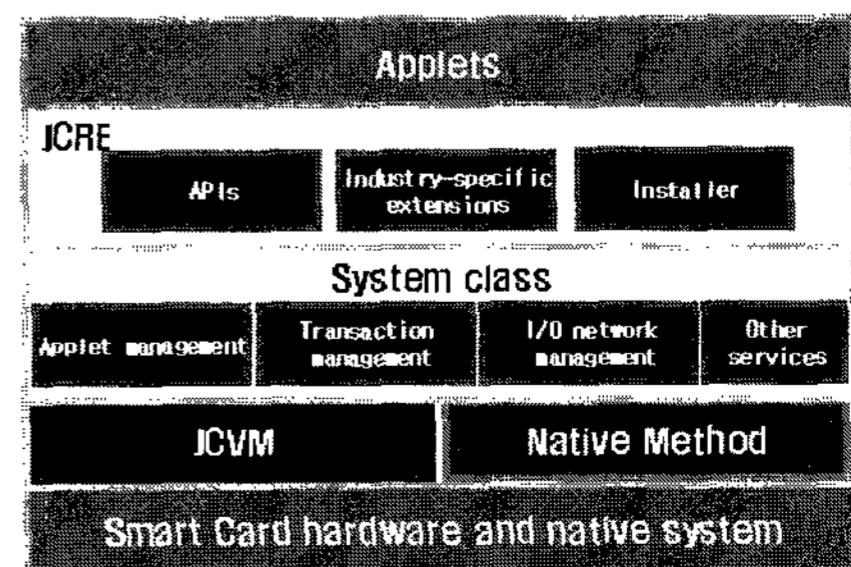 Applets
JCRE
APIs
Industry-specific
extensions
Installer
System class
Applet management
Transaction
management
I/O network
management
Other
services
JCVM
Native Method
Smart Card hardware and native system